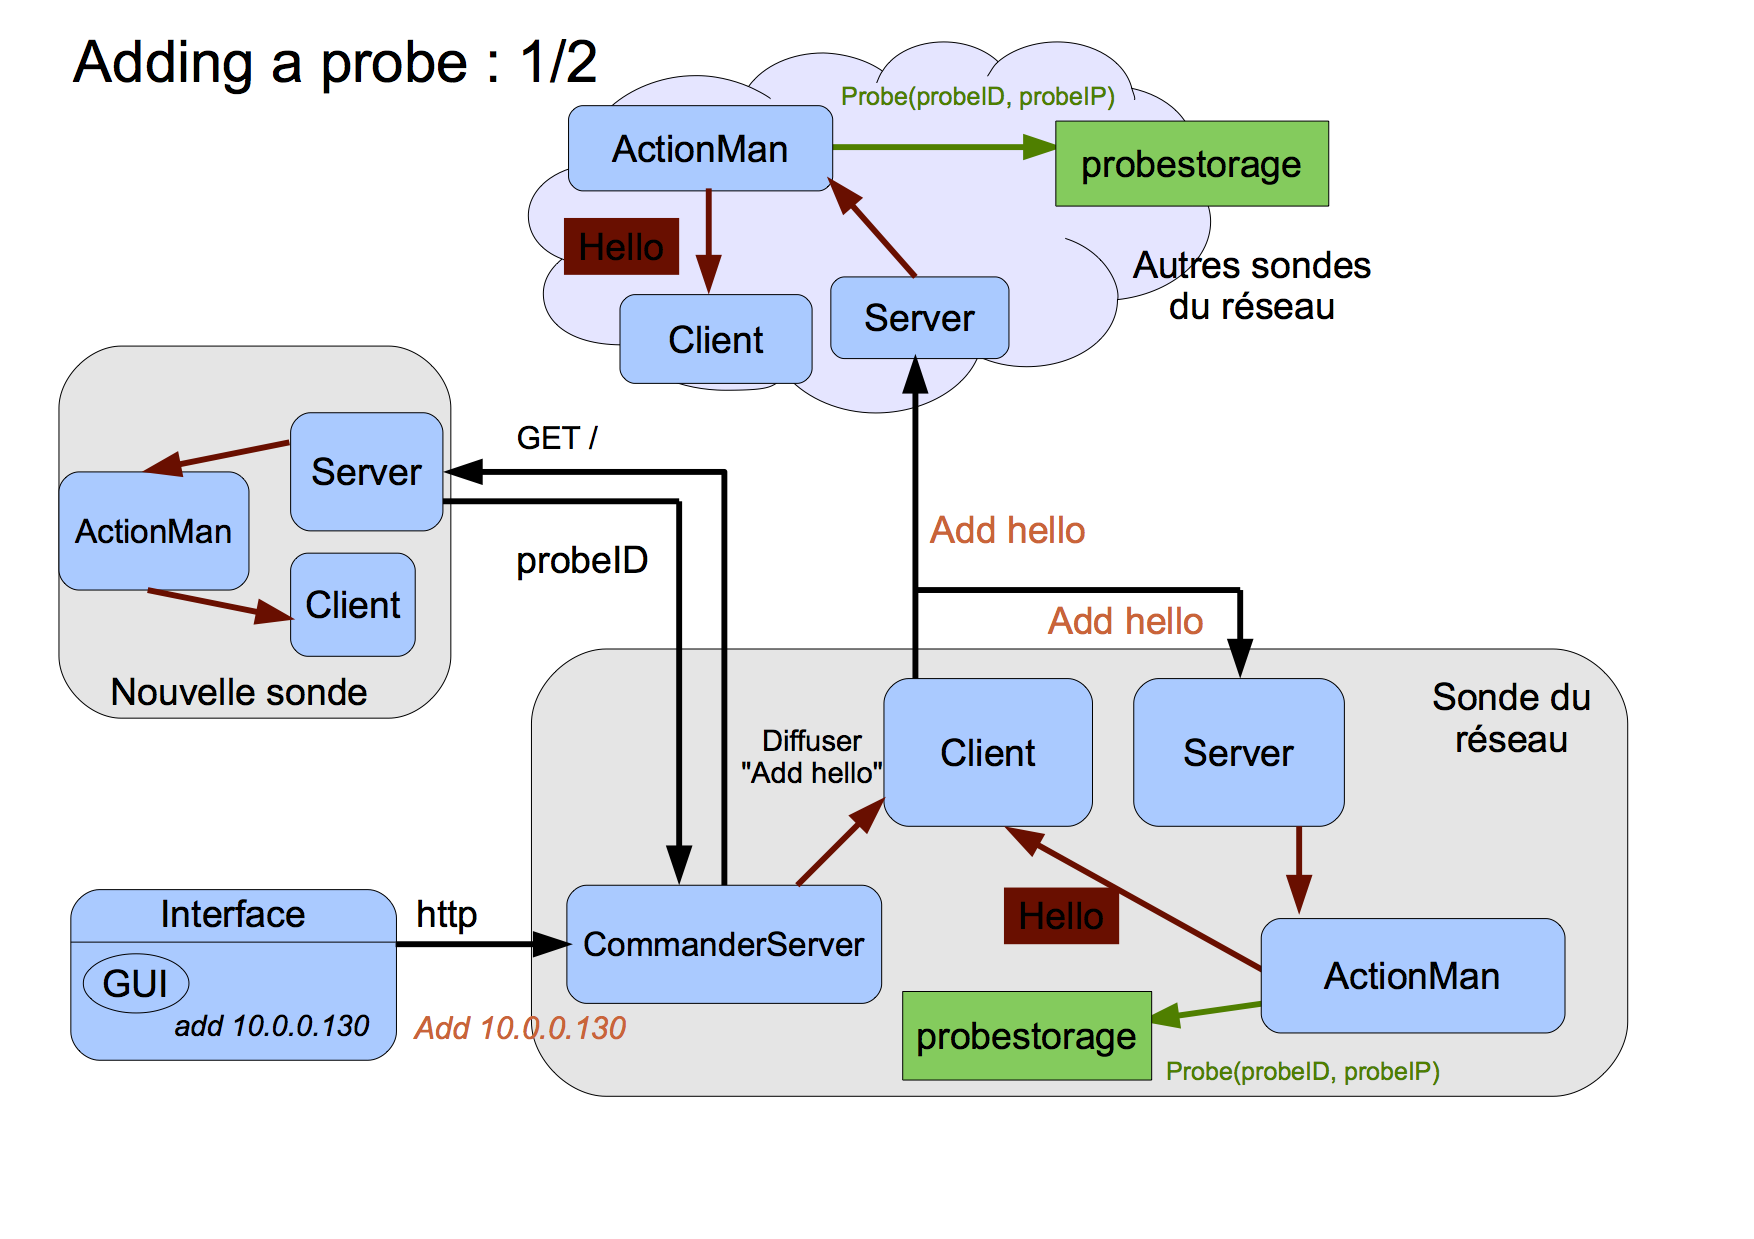 Adding a probe : 1/2
Probe(probeID, probeIP)
ActionMan
probestorage
Hello
Autres sondes
du réseau
Server
Client
GET /
Server
ActionMan
probeID
Client
Nouvelle sonde
Add hello
Add hello
Sonde du
réseau
Diffuser
"Add hello"
Client
Server
Interface
http
Hello
CommanderServer
GUI
ActionMan
add 10.0.0.130
Add 10.0.0.130
probestorage
Probe(probeID, probeIP)